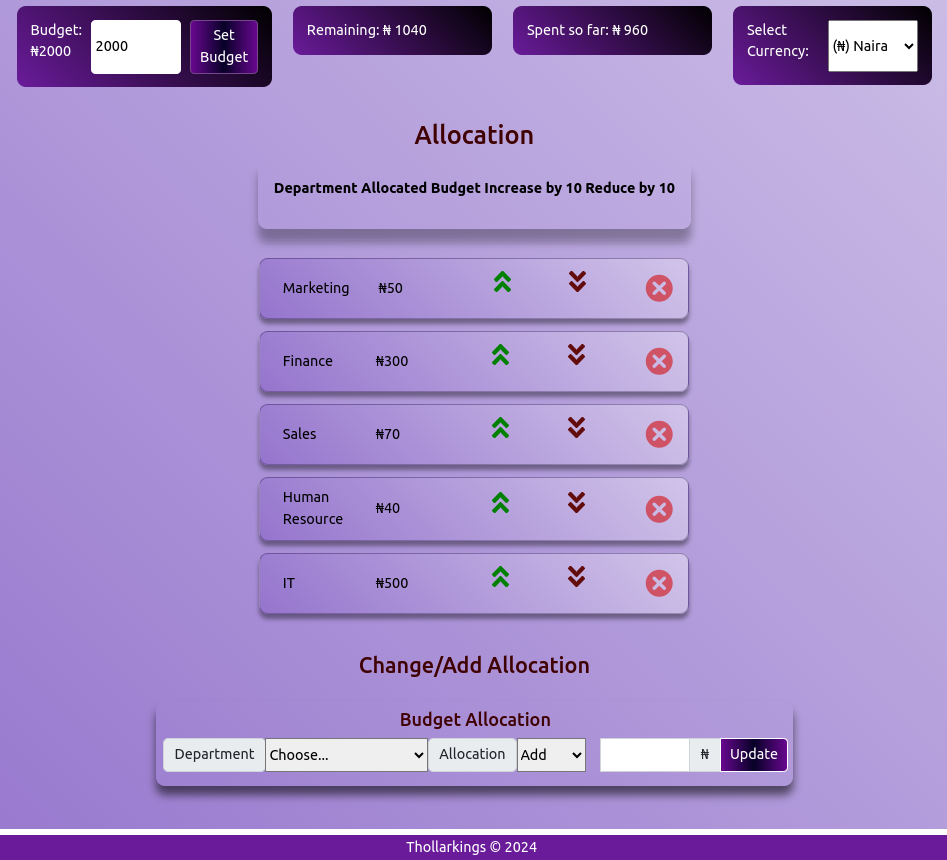 Budget:
₦2000
2000
Set
Budget
Remaining: ₦ 1040
Spent so far: ₦ 960
Select
Currency:
(₦) Naira
Allocation
Department Allocated Budget Increase by 10 Reduce by 10
Marketing ₦50
Finance ₦300
Sales ₦70
Human
Resource
₦40
IT ₦500
Change/Add Allocation
Budget Allocation
Department Choose... Allocation Add ₦ Update
Thollarkings © 2024